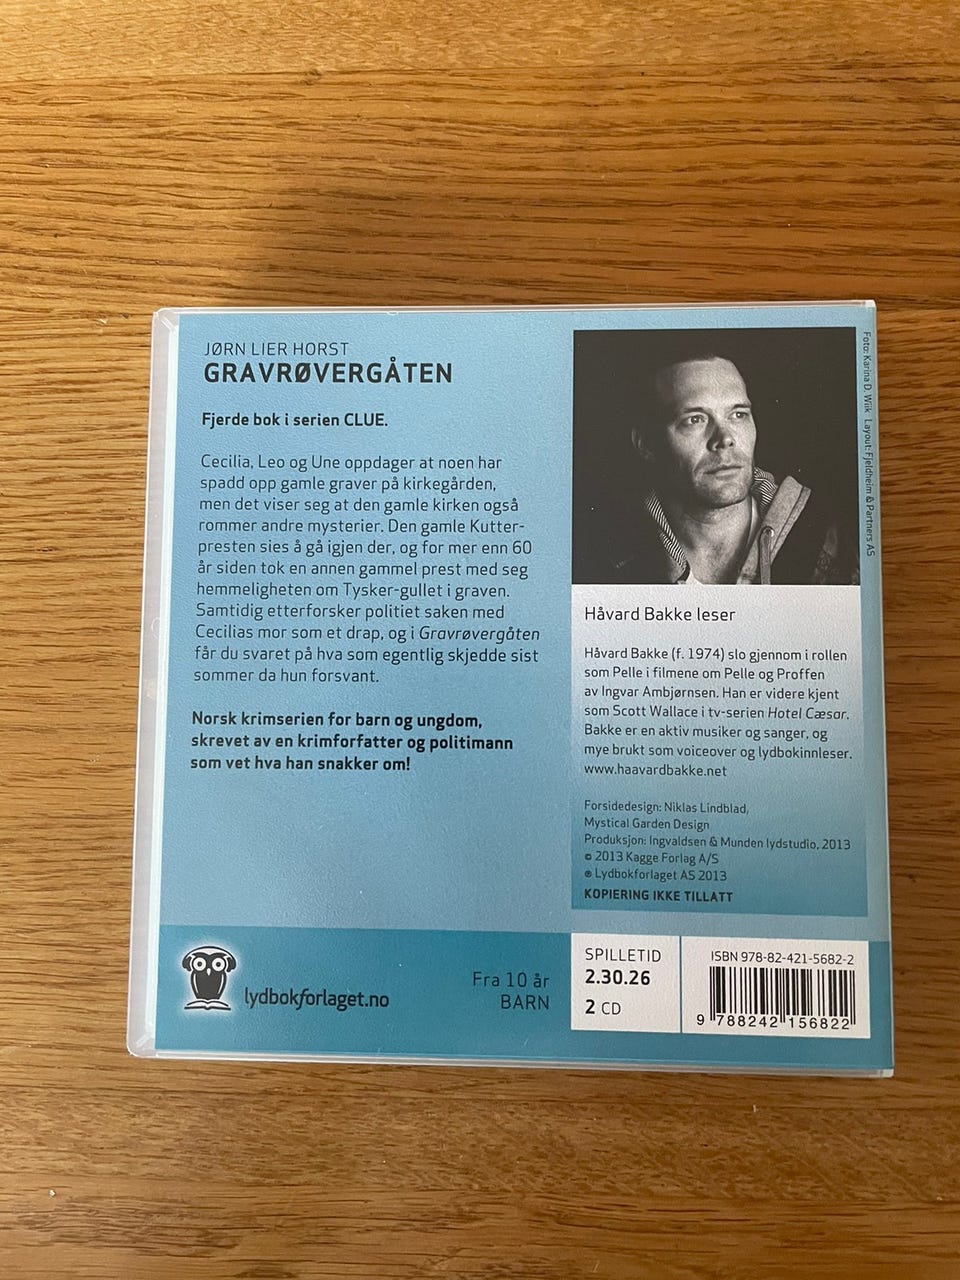 JØRN LIER HORST
GRAVRØVERGÅTEN
Fjerde bok i serien CLUE.
Cecilia, Leo og Une oppdager at noen har
spadd opp gamle graver på kirkegården,
men det viser seg at den gamle kirken også
rommer andre mysterier. Den gamle Kutter-
presten sies å gå igjen der, og for mer enn 60
år siden tok en annen gammel prest med seg
hemmeligheten om Tysker-gullet i graven.
Samtidig etterforsker politiet saken med
Cecilias mor som et drap, og i Gravrøvergåten
får du svaret på hva som egentlig skjedde sist
sommer da hun forsvant.
Norsk krimserien for barn og ungdom,
skrevet av en krimforfatter og politimann
som vet hva han snakker om!
Foto: Karina D. Wiik Layout: Fjeldheim & Partners AS
Håvard Bakke leser
Håvard Bakke (f. 1974) slo gjennom i rollen
som Pelle i filmene om Pelle og Proffen
av Ingvar Ambjørnsen. Han er videre kjent
som Scott Wallace i tv-serien Hotel Cæsar.
Bakke er en aktiv musiker og sanger, og
mye brukt som voiceover og lydbokinnleser.
www.haavardbakke.net
Forsidedesign: Niklas Lindblad,
Mystical Garden Design
Produksjon: Ingvaldsen & Munden lydstudio, 2013
© 2013 Kagge Forlag A/S
℗ Lydbokforlaget AS 2013
KOPIERING IKKE TILLATT
lydbokforlaget.no
Fra 10 år
BARN
SPILLETID
2.30.26
2 CD
ISBN 978-82-421-5682-2
9 788242 156822